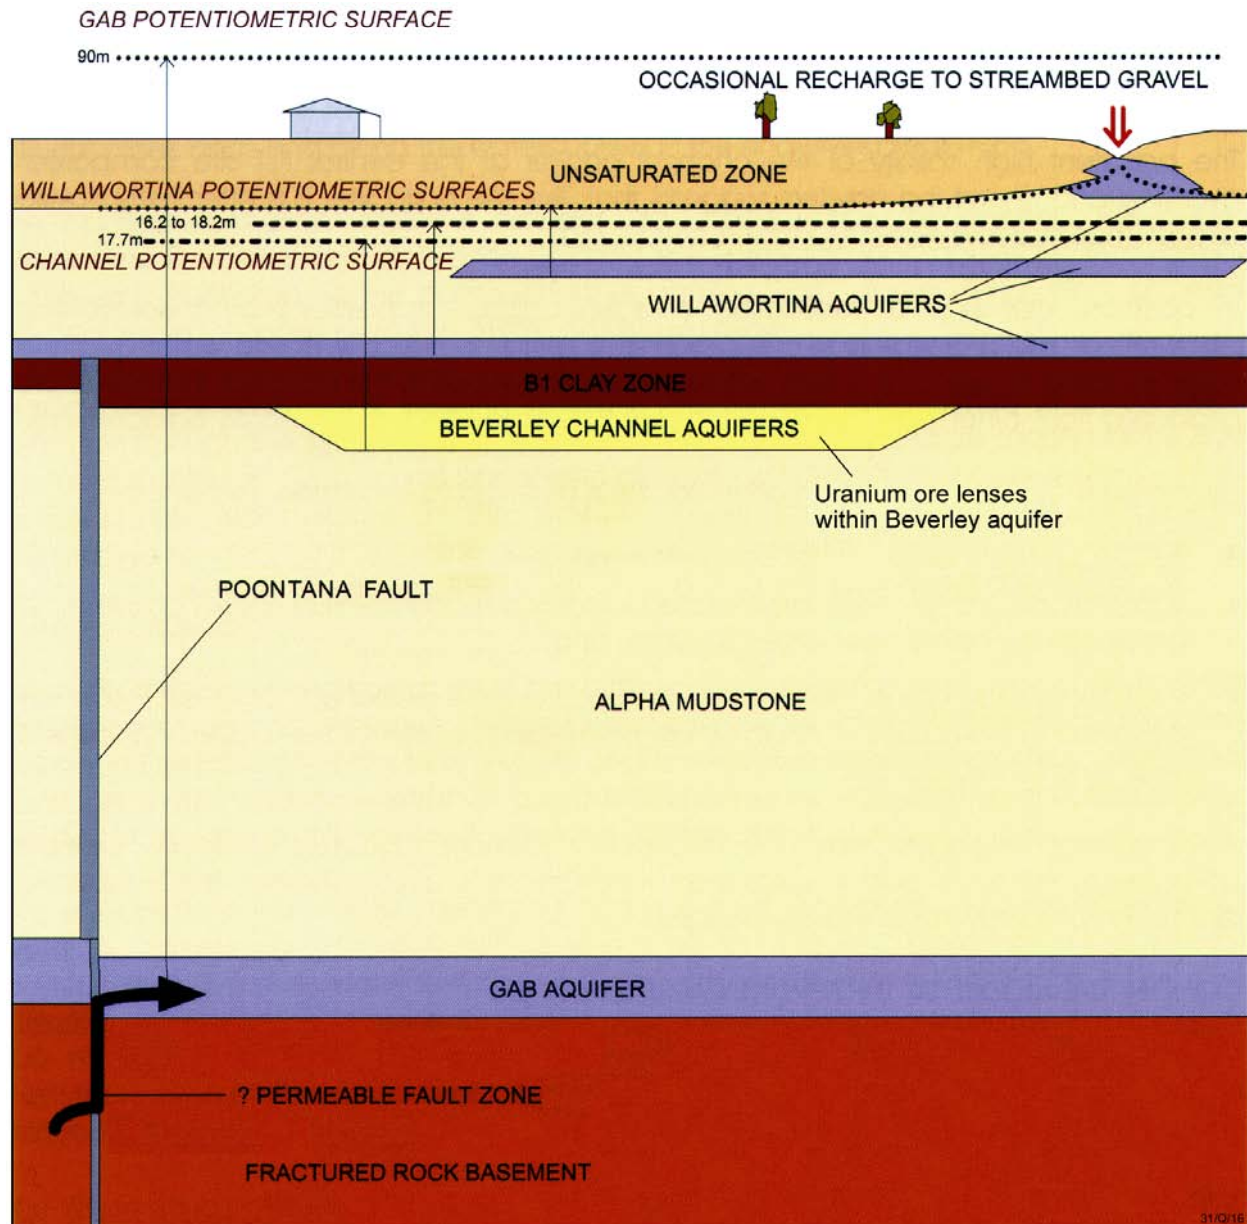 GAB POTENTIOMETRIC SURFACE
90m
OCCASIONAL RECHARGE TO STREAMBED GRAVEL
UNSATURATED ZONE
WILLAWORTINA POTENTIOMETRIC SURFACES
16.2 to 18.2m
17.7m
CHANNEL POTENTIOMETRIC SURFACE
WILLAWORTINA AQUIFERS
B1 CLAY ZONE
BEVERLEY CHANNEL AQUIFERS
Uranium ore lenses
within Beverley aquifer
POONTANA FAULT
ALPHA MUDSTONE
GAB AQUIFER
? PERMEABLE FAULT ZONE
FRACTURED ROCK BASEMENT
31/Q/16